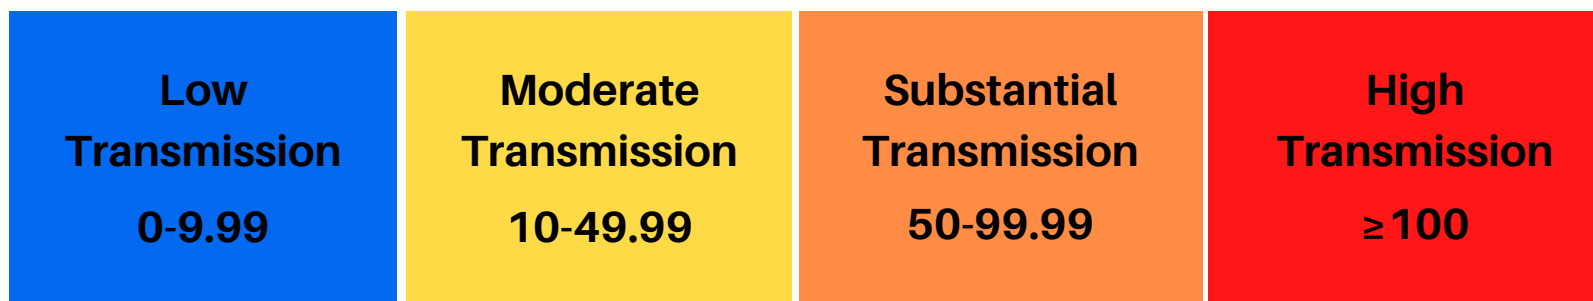 Low
Transmission
0-9.99
Moderate
Transmission
10-49.99
Substantial
Transmission
50-99.99
High
Transmission
≥100